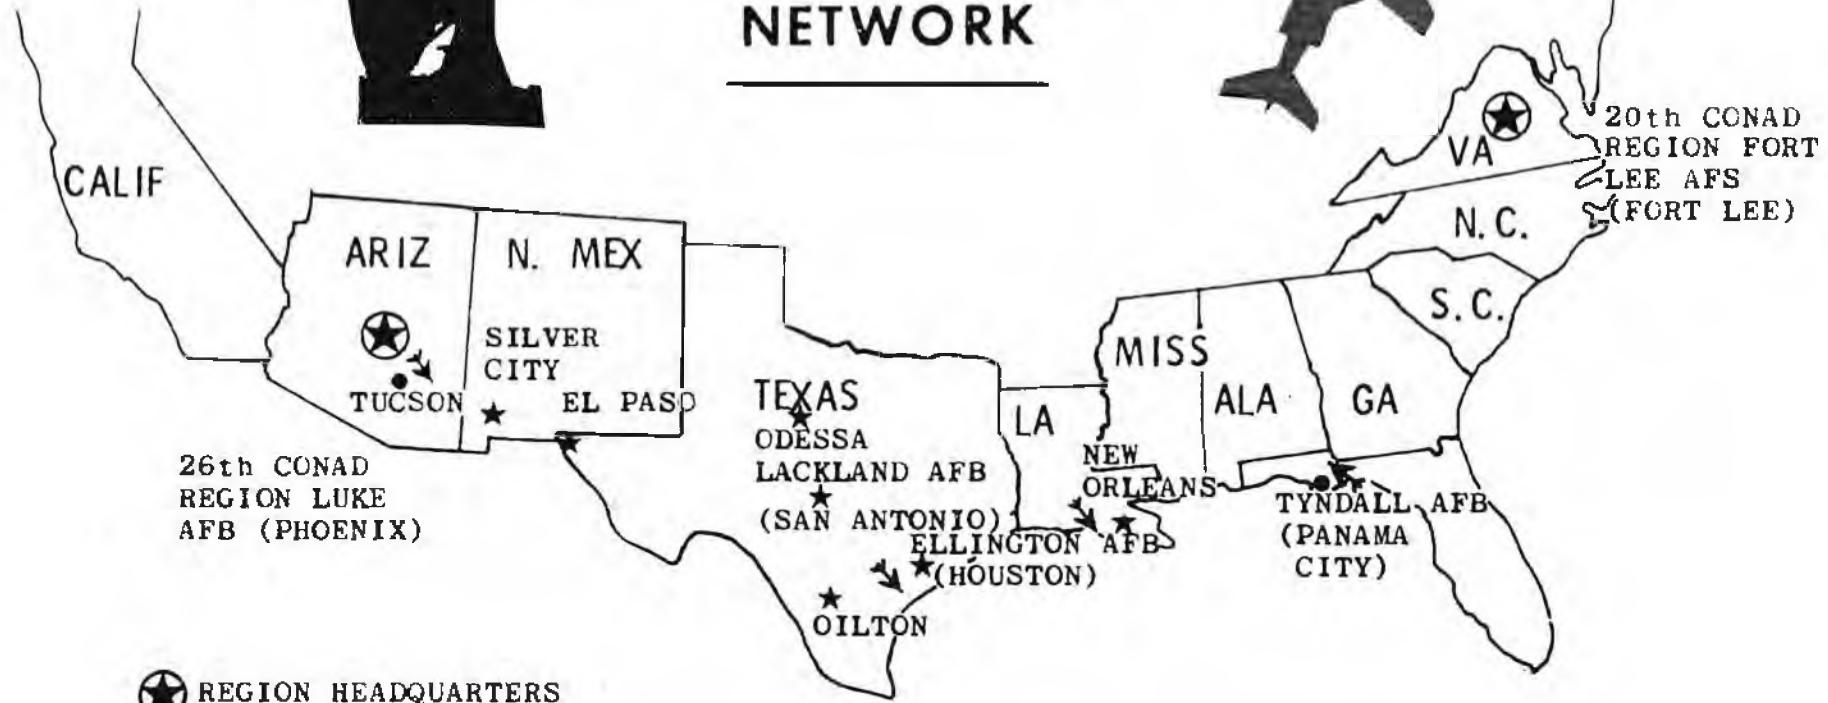 NETWORK
CALIF
ARIZ
N. MEX
SILVER
CITY
TUCSON
EL PASO
26th CONAD
REGION LUKE
AFB (PHOENIX)
TEXAS
ODESSA
LACKLAND AFB
(SAN ANTONIO)
ELLINGTON AFB
(HOUSTON)
OILTON
LA
NEW
ORLEANS
MISS
ALA
GA
TYNDALL AFB
(PANAMA
CITY)
S.C.
N.C.
VA
20th CONAD
REGION FORT
LEE AFS
(FORT LEE)
REGION HEADQUARTERS